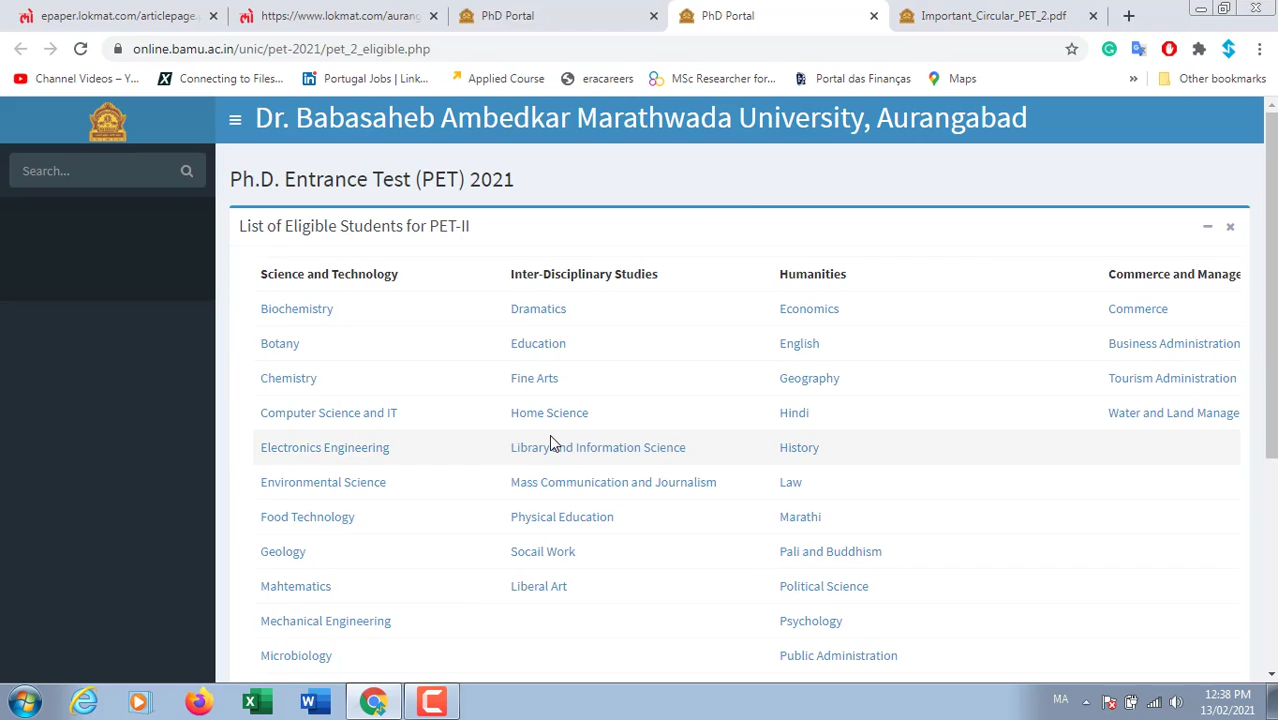 epaper.lokmat.com/articlepage. https://www.lokmat.com/aurang PhD Portal PhD Portal Important_Circular_PET_2.pdf
online.bamu.ac.in/unic/pet-2021/pet_2_eligible.php
Channel Videos – Y... Connecting to Files... Portugal Jobs | Link... Applied Course eracareers MSc Researcher for... Portal das Finanças Maps » Other bookmarks
Dr. Babasaheb Ambedkar Marathwada University, Aurangabad
Search...
Ph.D. Entrance Test (PET) 2021
List of Eligible Students for PET-II
Science and Technology Inter-Disciplinary Studies Humanities Commerce and Manage
Biochemistry Dramatics Economics Commerce
Botany Education English Business Administration
Chemistry Fine Arts Geography Tourism Administration
Computer Science and IT Home Science Hindi Water and Land Manage
Electronics Engineering Library and Information Science History
Environmental Science Mass Communication and Journalism Law
Food Technology Physical Education Marathi
Geology Socail Work Pali and Buddhism
Mahtematics Liberal Art Political Science
Mechanical Engineering Psychology
Microbiology Public Administration
MA 12:38 PM
13/02/2021